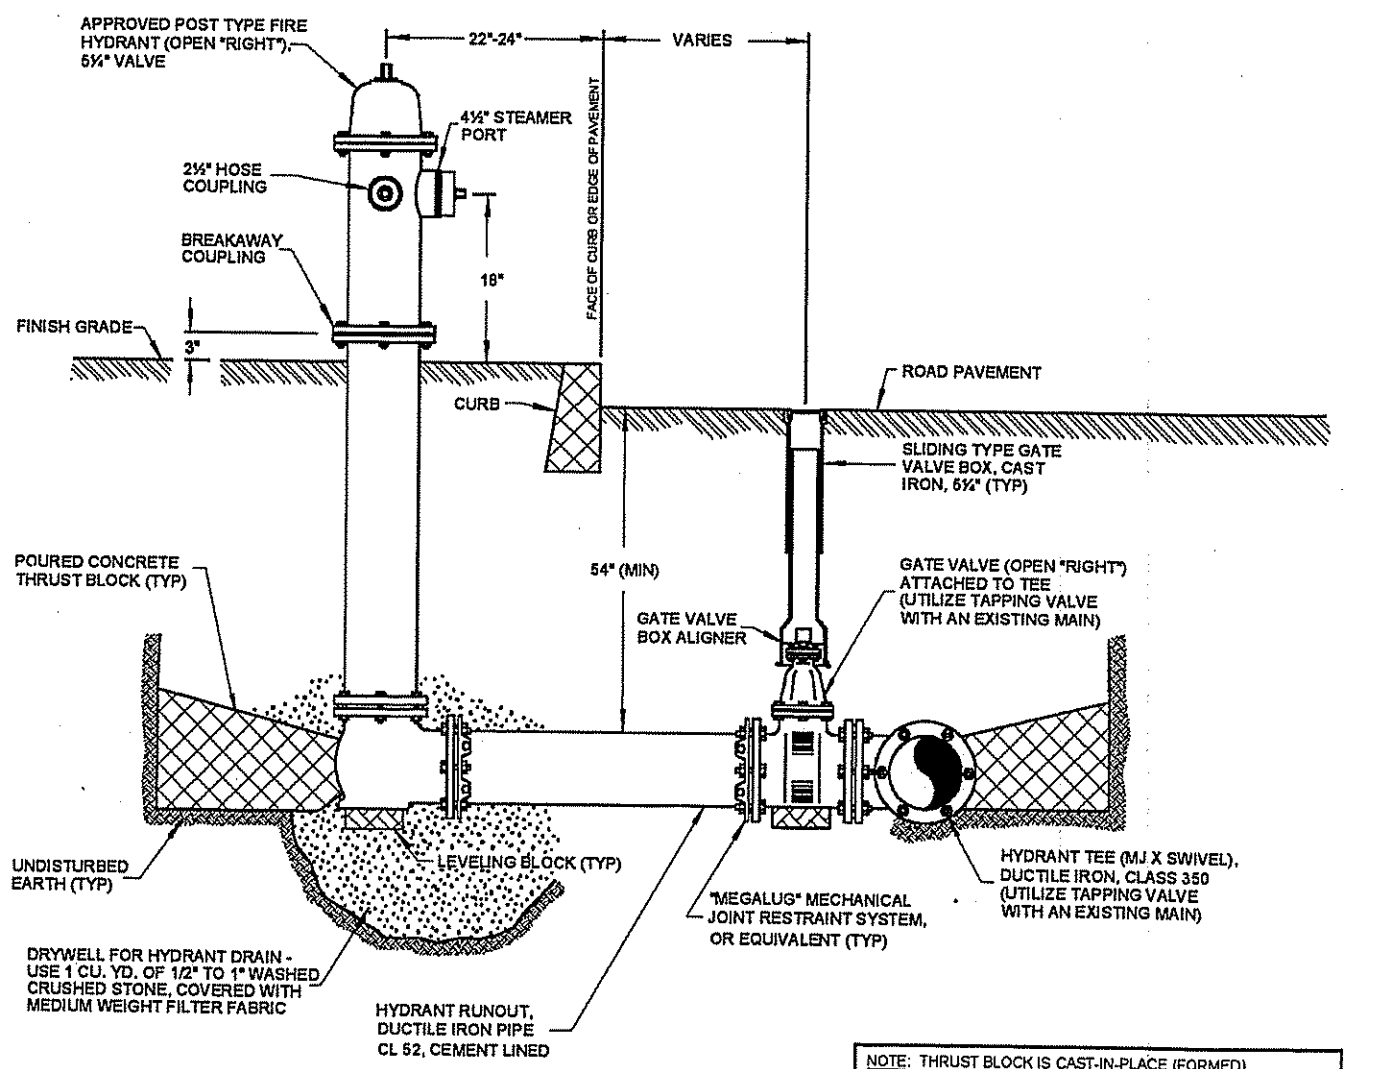 APPROVED POST TYPE FIRE
HYDRANT (OPEN "RIGHT"),
5¼" VALVE
22"-24"
VARIES
4½" STEAMER
PORT
2½" HOSE
COUPLING
FACE OF CURB OR EDGE OF PAVEMENT
BREAKAWAY
COUPLING
18"
FINISH GRADE
3"
CURB
ROAD PAVEMENT
SLIDING TYPE GATE
VALVE BOX, CAST
IRON, 5¼" (TYP)
POURED CONCRETE
THRUST BLOCK (TYP)
54" (MIN)
GATE VALVE (OPEN "RIGHT")
ATTACHED TO TEE
(UTILIZE TAPPING VALVE
WITH AN EXISTING MAIN)
GATE VALVE
BOX ALIGNER
UNDISTURBED
EARTH (TYP)
LEVELING BLOCK (TYP)
HYDRANT TEE (MJ X SWIVEL),
DUCTILE IRON, CLASS 350
(UTILIZE TAPPING VALVE
WITH AN EXISTING MAIN)
"MEGALUG" MECHANICAL
JOINT RESTRAINT SYSTEM,
OR EQUIVALENT (TYP)
DRYWELL FOR HYDRANT DRAIN -
USE 1 CU. YD. OF 1/2" TO 1" WASHED
CRUSHED STONE, COVERED WITH
MEDIUM WEIGHT FILTER FABRIC
HYDRANT RUNOUT,
DUCTILE IRON PIPE
CL 52, CEMENT LINED
NOTE: THRUST BLOCK IS CAST-IN-PLACE (FORMED)